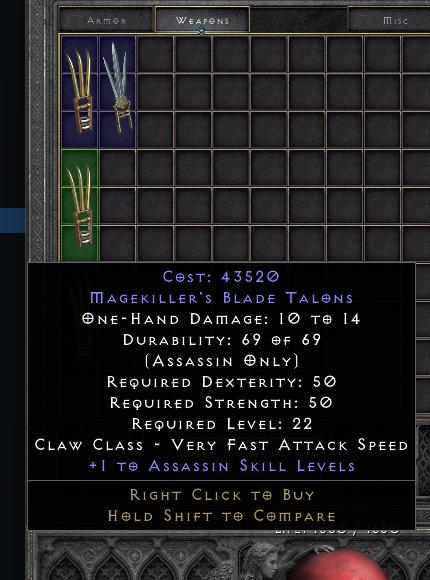 Armor
Weapons
Misc
Cost: 43520
Magekiller's Blade Talons
One-Hand Damage: 10 to 14
Durability: 69 of 69
(Assassin Only)
Required Dexterity: 50
Required Strength: 50
Required Level: 22
Claw Class - Very Fast Attack Speed
+1 to Assassin Skill Levels
Right Click to Buy
Hold Shift to Compare